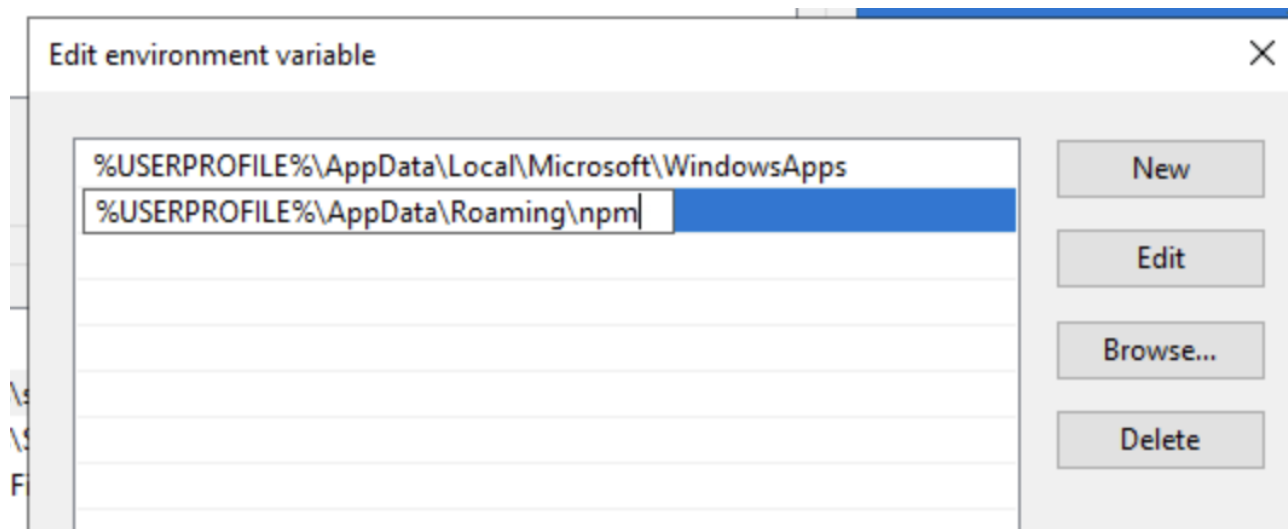 Edit environment variable
%USERPROFILE%\AppData\Local\Microsoft\WindowsApps
%USERPROFILE%\AppData\Roaming\npm
New
Edit
Browse...
Delete